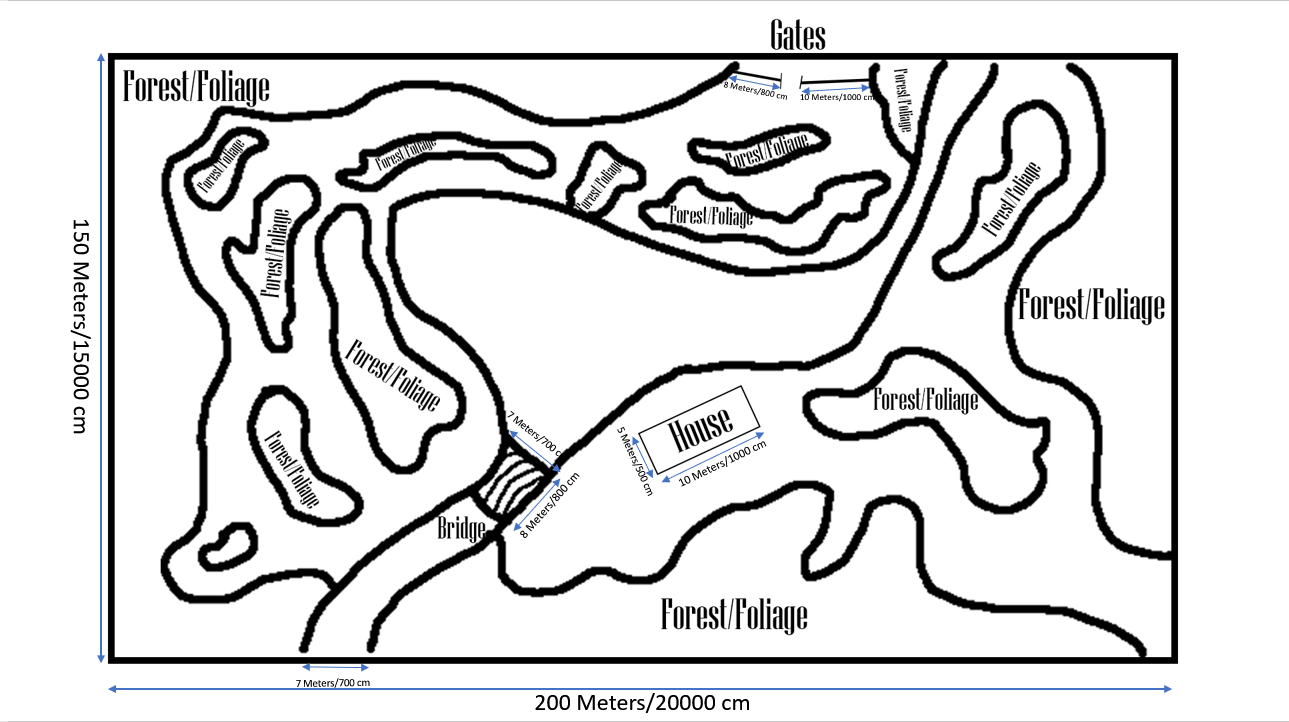 Gates
Forest/Foliage
8 Meters/800 cm
10 Meters/1000 cm
Forest/Foliage
Forest/Foliage
Forest/Foliage
Forest/Foliage
Forest/Foliage
Forest/Foliage
Forest/Foliage
Forest/Foliage
Forest/Foliage
150 Meters/15000 cm
Forest/Foliage
Forest/Foliage
Forest/Foliage
7 Meters/700 c
House
5 Meters/500 cm
10 Meters/1000 cm
Forest/Foliage
8 Meters/800 cm
Bridge
Forest/Foliage
7 Meters/700 cm
200 Meters/20000 cm